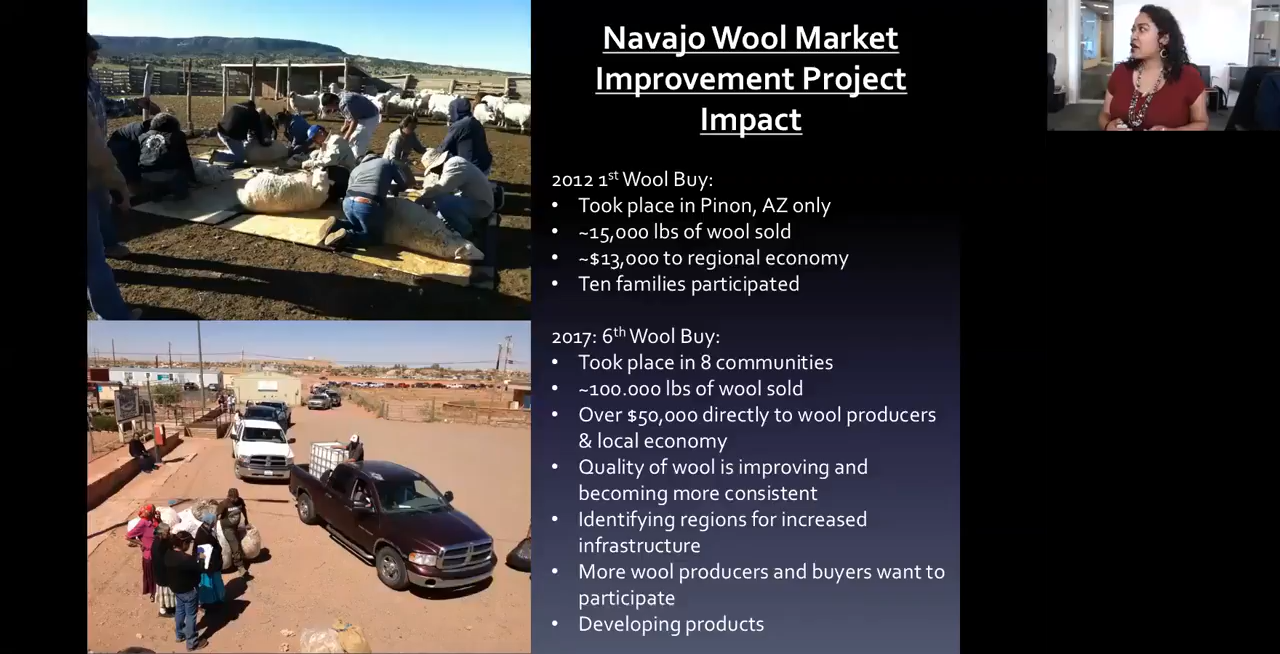 Navajo Wool Market
Improvement Project
Impact
2012 1st Wool Buy:
• Took place in Pinon, AZ only
• ~15,000 lbs of wool sold
• ~$13,000 to regional economy
• Ten families participated
2017: 6th Wool Buy:
• Took place in 8 communities
• ~100.000 lbs of wool sold
• Over $50,000 directly to wool producers
& local economy
• Quality of wool is improving and
becoming more consistent
• Identifying regions for increased
infrastructure
• More wool producers and buyers want to
participate
• Developing products